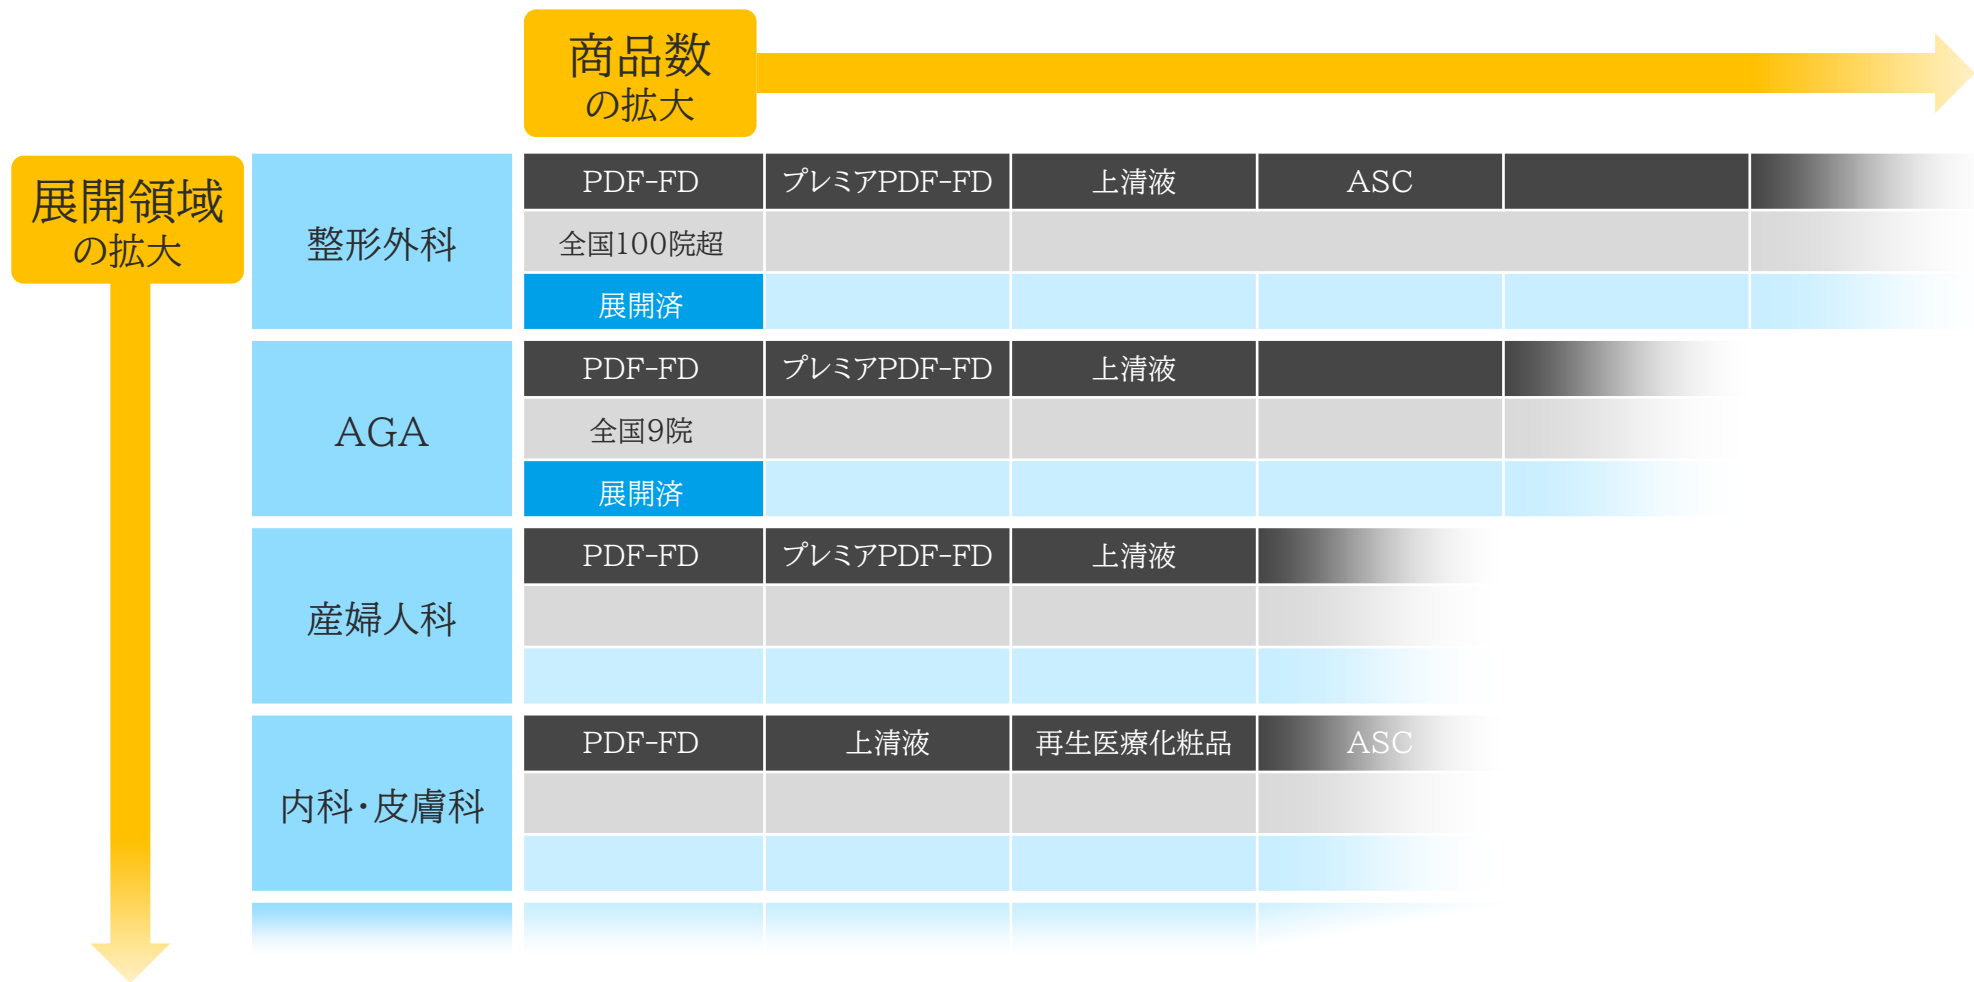 商品数
の拡大
展開領域
の拡大
整形外科
PDF-FD
プレミアPDF-FD
上清液
ASC
全国100院超
展開済
AGA
PDF-FD
プレミアPDF-FD
上清液
全国9院
展開済
産婦人科
PDF-FD
プレミアPDF-FD
上清液
内科・皮膚科
PDF-FD
上清液
再生医療化粧品
ASC